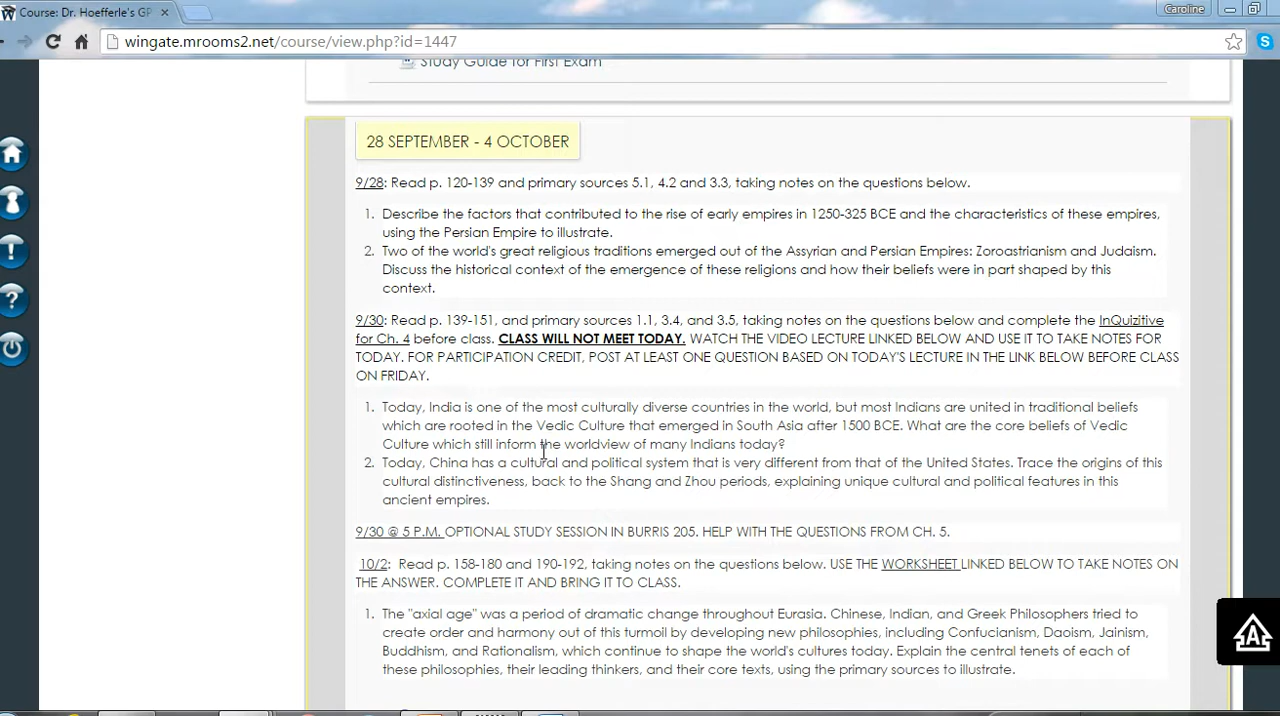 Course: Dr. Hoefferle's GP
Caroline
wingate.mrooms2.net/course/view.php?id=1447
Study Guide for First Exam
28 SEPTEMBER - 4 OCTOBER
9/28: Read p. 120-139 and primary sources 5.1, 4.2 and 3.3, taking notes on the questions below.
1. Describe the factors that contributed to the rise of early empires in 1250-325 BCE and the characteristics of these empires,
using the Persian Empire to illustrate.
2. Two of the world's great religious traditions emerged out of the Assyrian and Persian Empires: Zoroastrianism and Judaism.
Discuss the historical context of the emergence of these religions and how their beliefs were in part shaped by this
context.
9/30: Read p. 139-151, and primary sources 1.1, 3.4, and 3.5, taking notes on the questions below and complete the InQuizitive
for Ch. 4 before class. CLASS WILL NOT MEET TODAY. WATCH THE VIDEO LECTURE LINKED BELOW AND USE IT TO TAKE NOTES FOR
TODAY. FOR PARTICIPATION CREDIT, POST AT LEAST ONE QUESTION BASED ON TODAY'S LECTURE IN THE LINK BELOW BEFORE CLASS
ON FRIDAY.
1. Today, India is one of the most culturally diverse countries in the world, but most Indians are united in traditional beliefs
which are rooted in the Vedic Culture that emerged in South Asia after 1500 BCE. What are the core beliefs of Vedic
Culture which still inform the worldview of many Indians today?
2. Today, China has a cultural and political system that is very different from that of the United States. Trace the origins of this
cultural distinctiveness, back to the Shang and Zhou periods, explaining unique cultural and political features in this
ancient empires.
9/30 @ 5 P.M. OPTIONAL STUDY SESSION IN BURRIS 205. HELP WITH THE QUESTIONS FROM CH. 5.
10/2: Read p. 158-180 and 190-192, taking notes on the questions below. USE THE WORKSHEET LINKED BELOW TO TAKE NOTES ON
THE ANSWER. COMPLETE IT AND BRING IT TO CLASS.
1. The "axial age" was a period of dramatic change throughout Eurasia. Chinese, Indian, and Greek Philosophers tried to
create order and harmony out of this turmoil by developing new philosophies, including Confucianism, Daoism, Jainism,
Buddhism, and Rationalism, which continue to shape the world's cultures today. Explain the central tenets of each of
these philosophies, their leading thinkers, and their core texts, using the primary sources to illustrate.